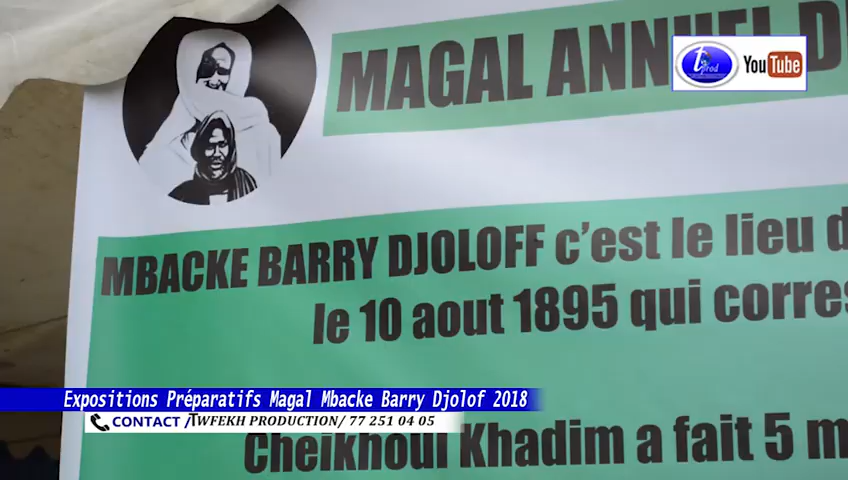 MAGAL ANNUEL
tprod YouTube
MBACKE BARRY DJOLOFF c'est le lieu d
le 10 aout 1895 qui corres
Expositions Préparatifs Magal Mbacke Barry Djolof 2018
CONTACT / TWFEKH PRODUCTION/ 77 251 04 05
Cheikhoul Khadim a fait 5 m